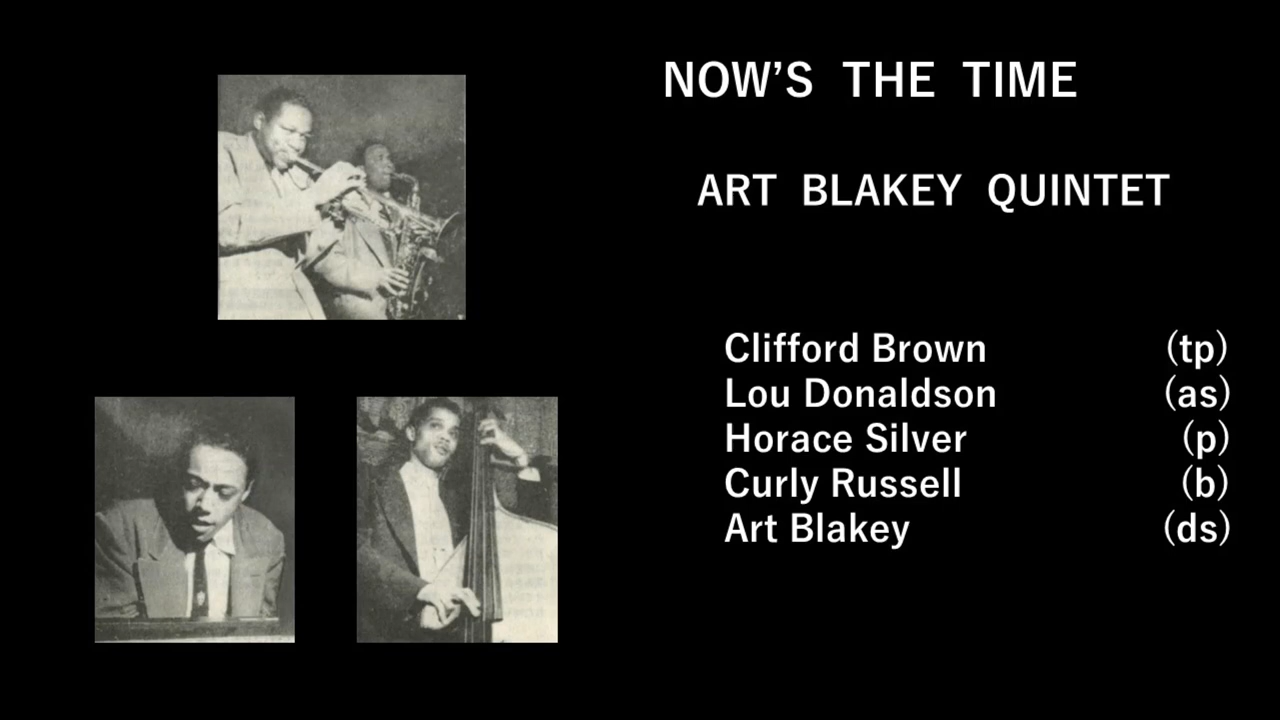 NOW’S THE TIME
ART BLAKEY QUINTET
Clifford Brown (tp)
Lou Donaldson (as)
Horace Silver (p)
Curly Russell (b)
Art Blakey (ds)